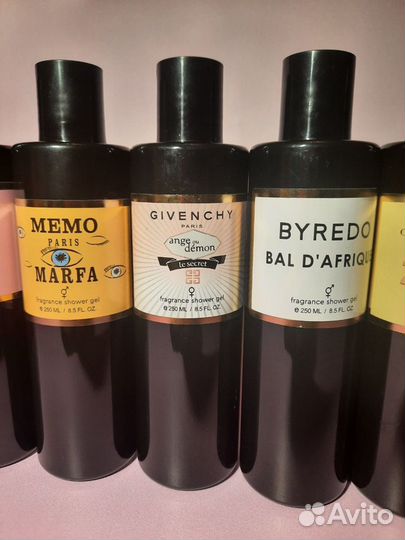 MEMO
PARIS
MARFA
fragrance shower gel
℮ 250 ML / 8.5 FL. OZ
GIVENCHY
PARIS
ange ou
démon
le secret
fragrance shower gel
℮ 250 ML / 8.5 FL. OZ
BYREDO
BAL D'AFRIQUE
fragrance shower gel
℮ 250 ML / 8.5 FL. OZ
Avito